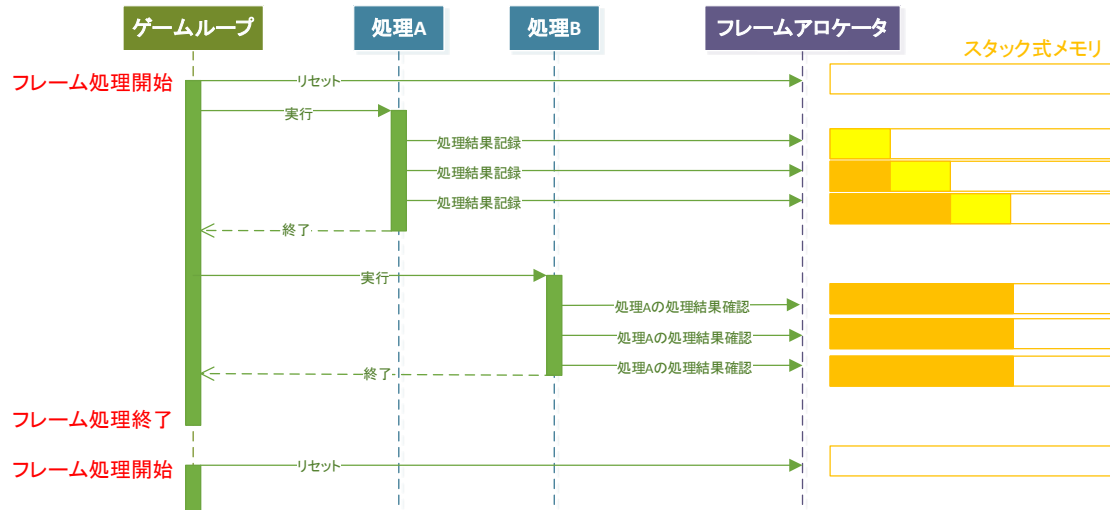 ゲームループ
処理A
処理B
フレームアロケータ
スタック式メモリ
フレーム処理開始
リセット
実行
処理結果記録
処理結果記録
処理結果記録
終了
実行
処理Aの処理結果確認
処理Aの処理結果確認
処理Aの処理結果確認
終了
フレーム処理終了
フレーム処理開始
リセット